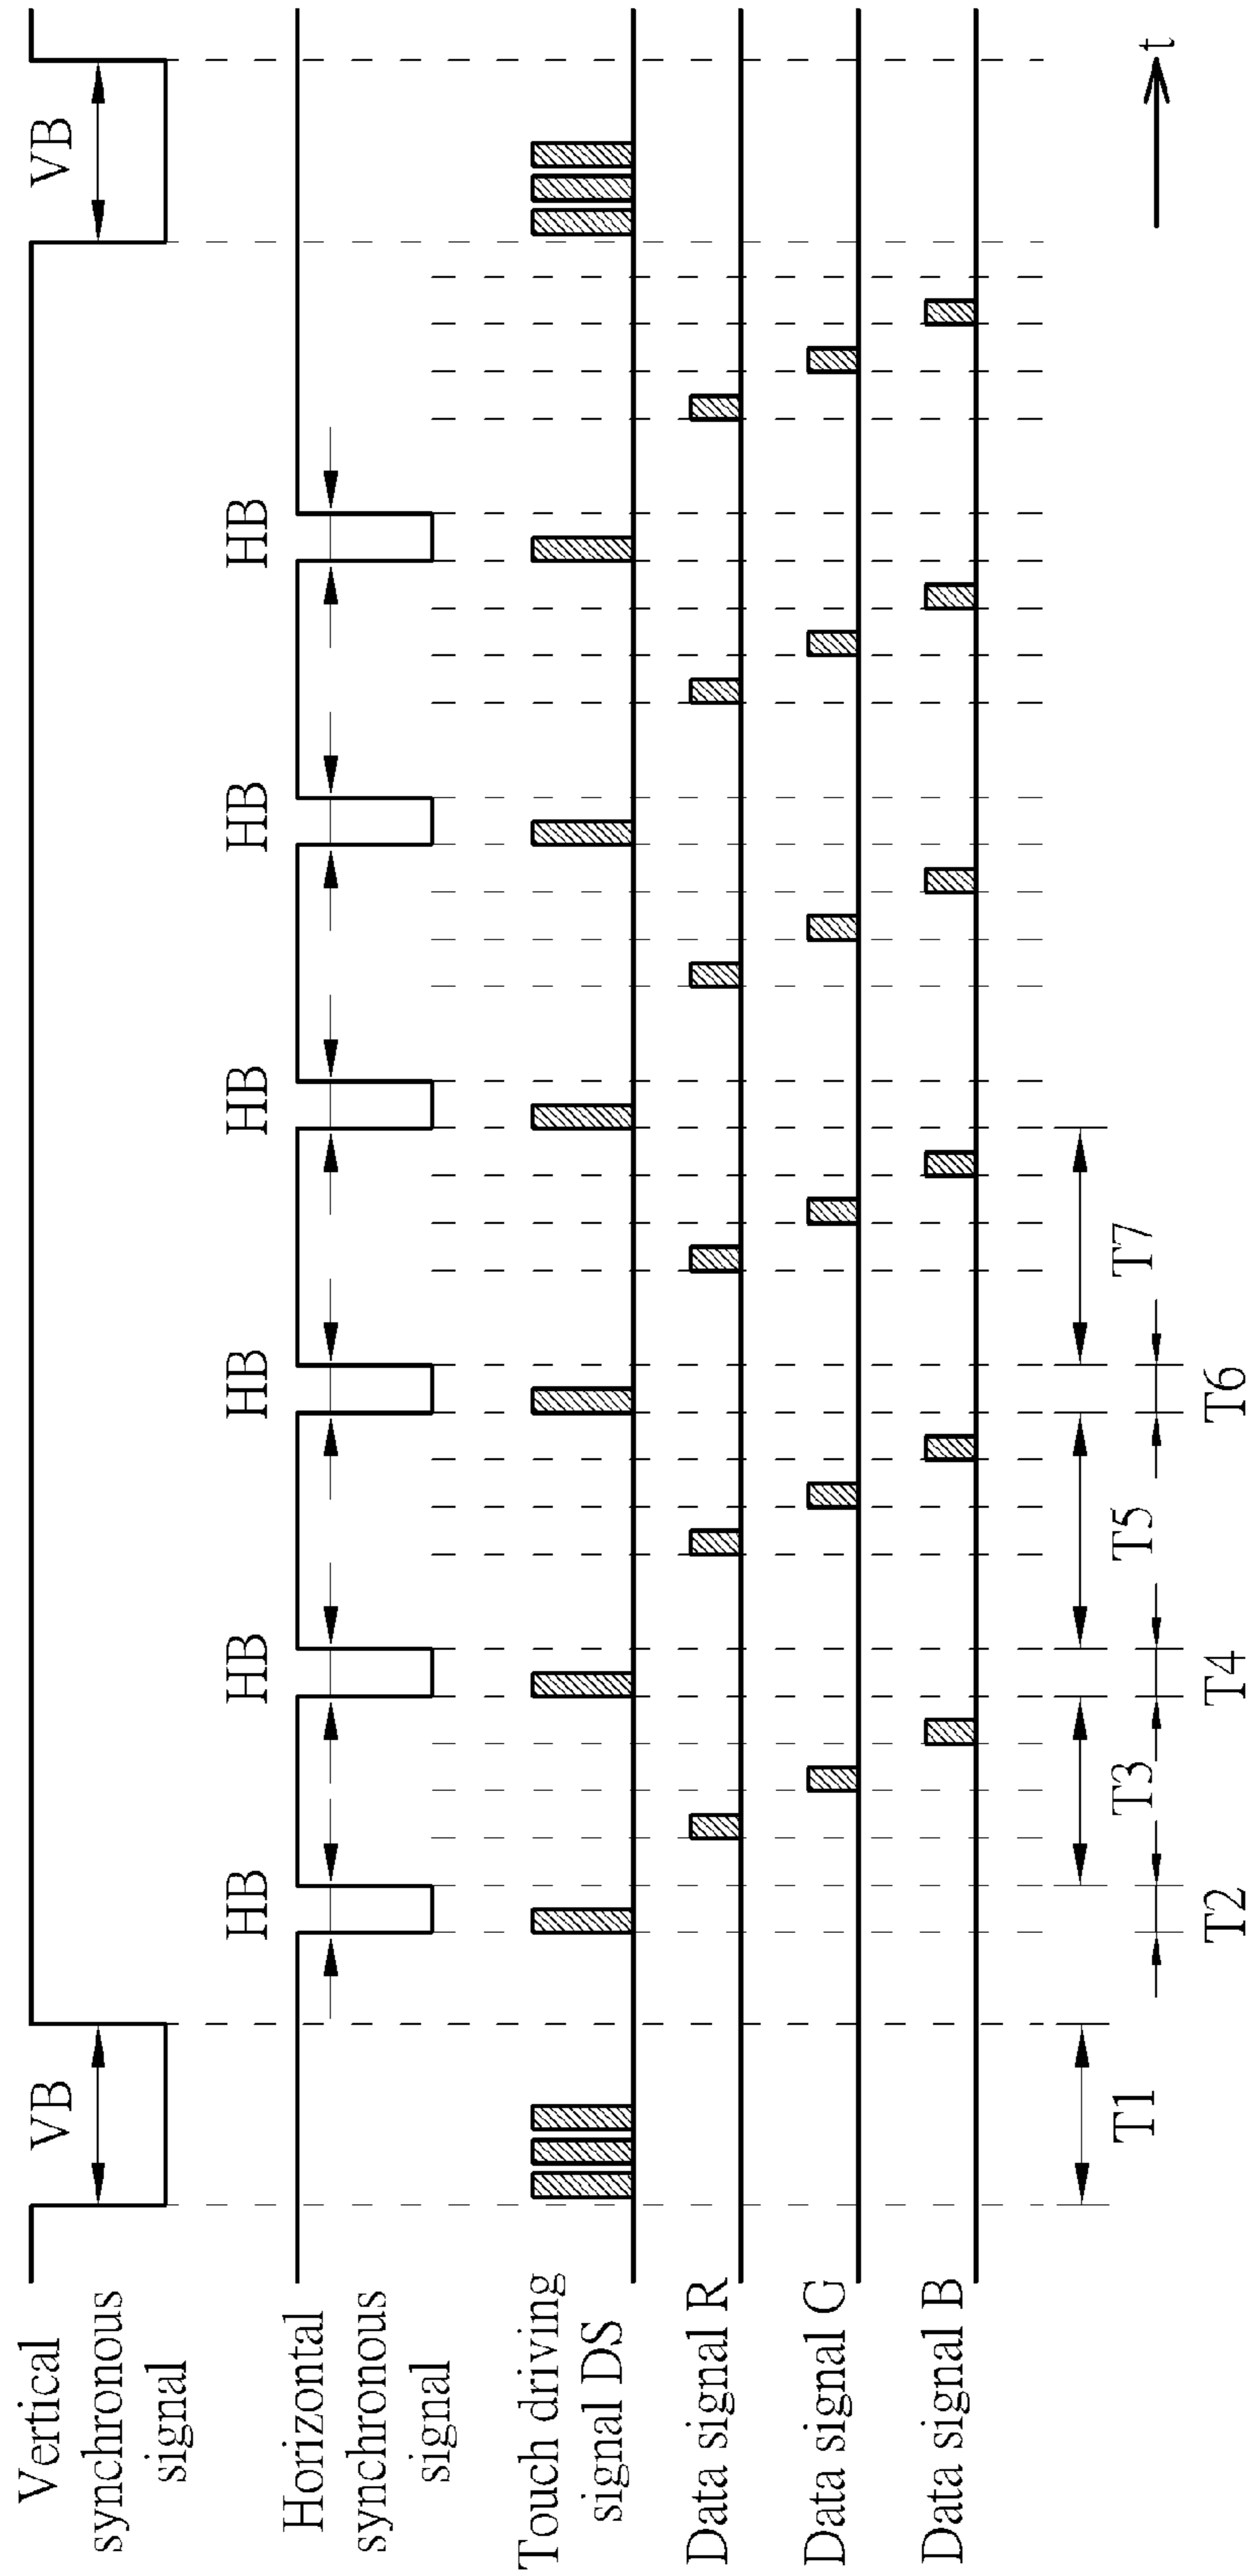 Vertical
synchronous
signal
VB
VB
Horizontal
synchronous
signal
HB
HB
HB
HB
HB
HB
Touch driving
signal DS
Data signal R
Data signal G
Data signal B
T1
T3
T5
T7
t
T2
T4
T6